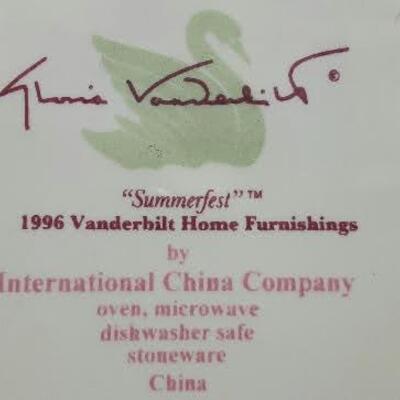 Gloria Vanderbilt ®
"Summerfest"™
1996 Vanderbilt Home Furnishings
by
International China Company
oven, microwave
dishwasher safe
stoneware
China